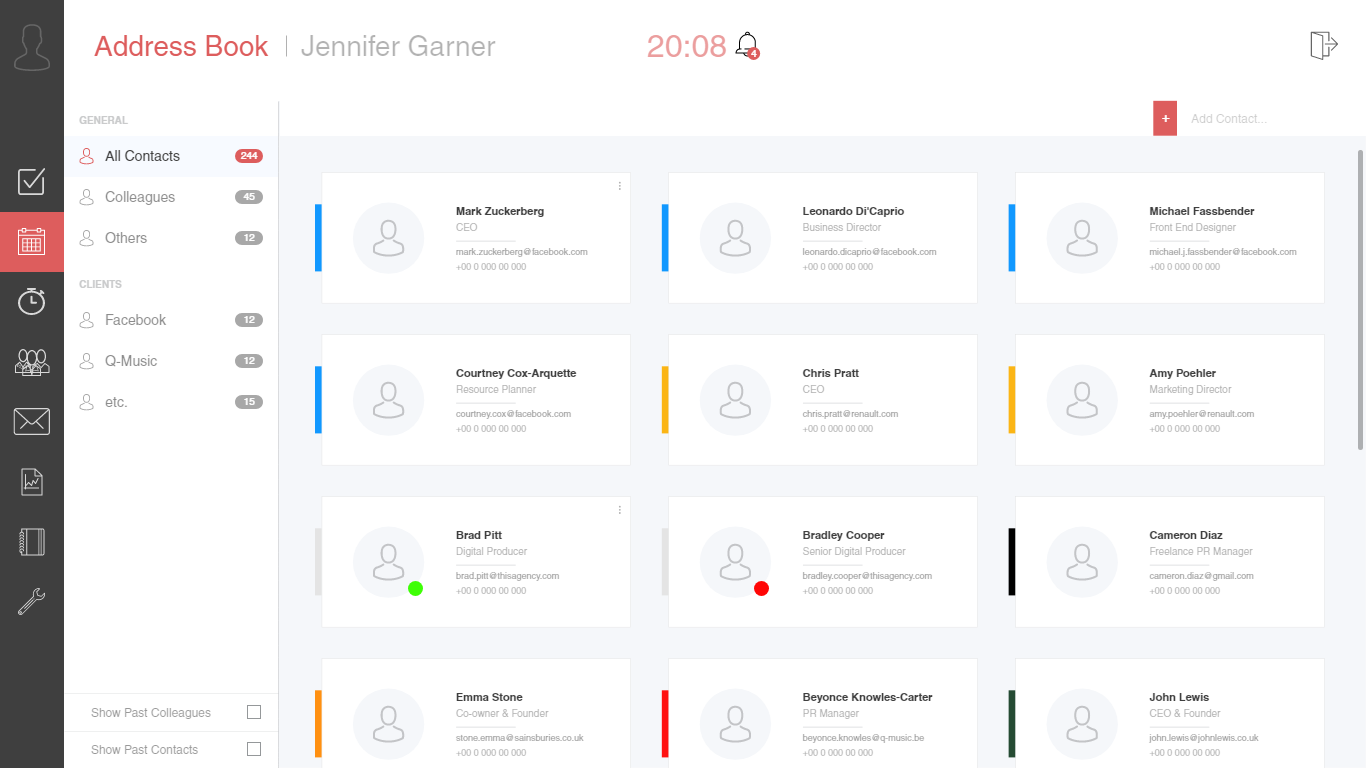 Address Book | Jennifer Garner
20:08
4
GENERAL
All Contacts 244
Colleagues 45
Others 12
CLIENTS
Facebook 12
Q-Music 12
etc. 15
Show Past Colleagues
Show Past Contacts
+ Add Contact...
Mark Zuckerberg
CEO
mark.zuckerberg@facebook.com
+00 0 000 00 000
Leonardo Di'Caprio
Business Director
leonardo.dicaprio@facebook.com
+00 0 000 00 000
Michael Fassbender
Front End Designer
michael.j.fassbender@facebook.com
+00 0 000 00 000
Courtney Cox-Arquette
Resource Planner
courtney.cox@facebook.com
+00 0 000 00 000
Chris Pratt
CEO
chris.pratt@renault.com
+00 0 000 00 000
Amy Poehler
Marketing Director
amy.poehler@renault.com
+00 0 000 00 000
Brad Pitt
Digital Producer
brad.pitt@thisagency.com
+00 0 000 00 000
Bradley Cooper
Senior Digital Producer
bradley.cooper@thisagency.com
+00 0 000 00 000
Cameron Diaz
Freelance PR Manager
cameron.diaz@gmail.com
+00 0 000 00 000
Emma Stone
Co-owner & Founder
stone.emma@sainsburies.co.uk
+00 0 000 00 000
Beyonce Knowles-Carter
PR Manager
beyonce.knowles@q-music.be
+00 0 000 00 000
John Lewis
CEO & Founder
john.lewis@johnlewis.co.uk
+00 0 000 00 000